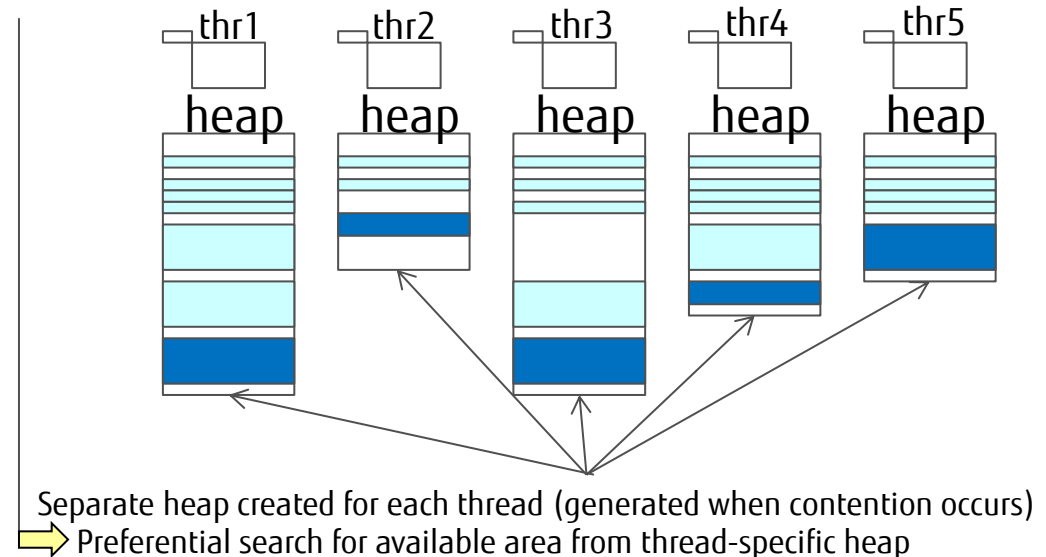 thr1 thr2 thr3 thr4 thr5
heap heap heap heap heap
Separate heap created for each thread (generated when contention occurs)
Preferential search for available area from thread-specific heap